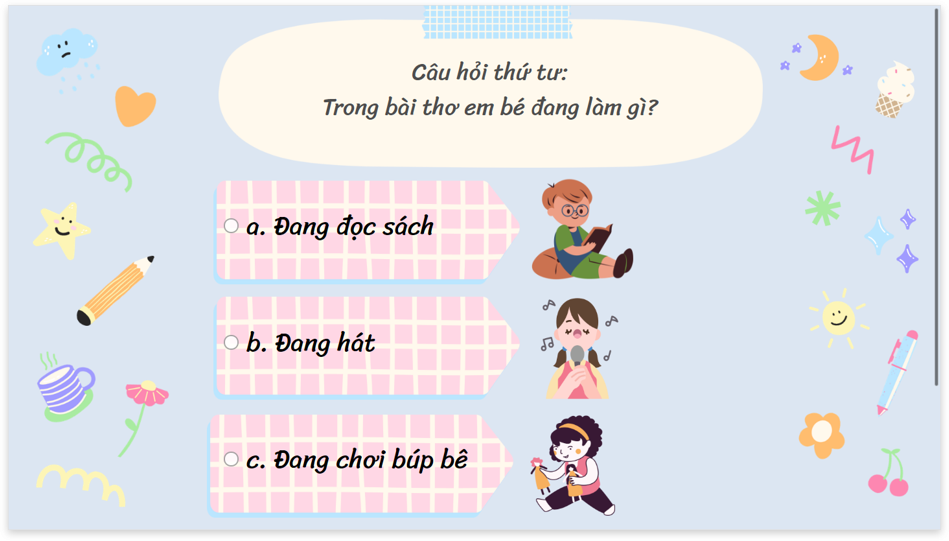 Câu hỏi thứ tư:
Trong bài thơ em bé đang làm gì?
a. Đang đọc sách
b. Đang hát
c. Đang chơi búp bê